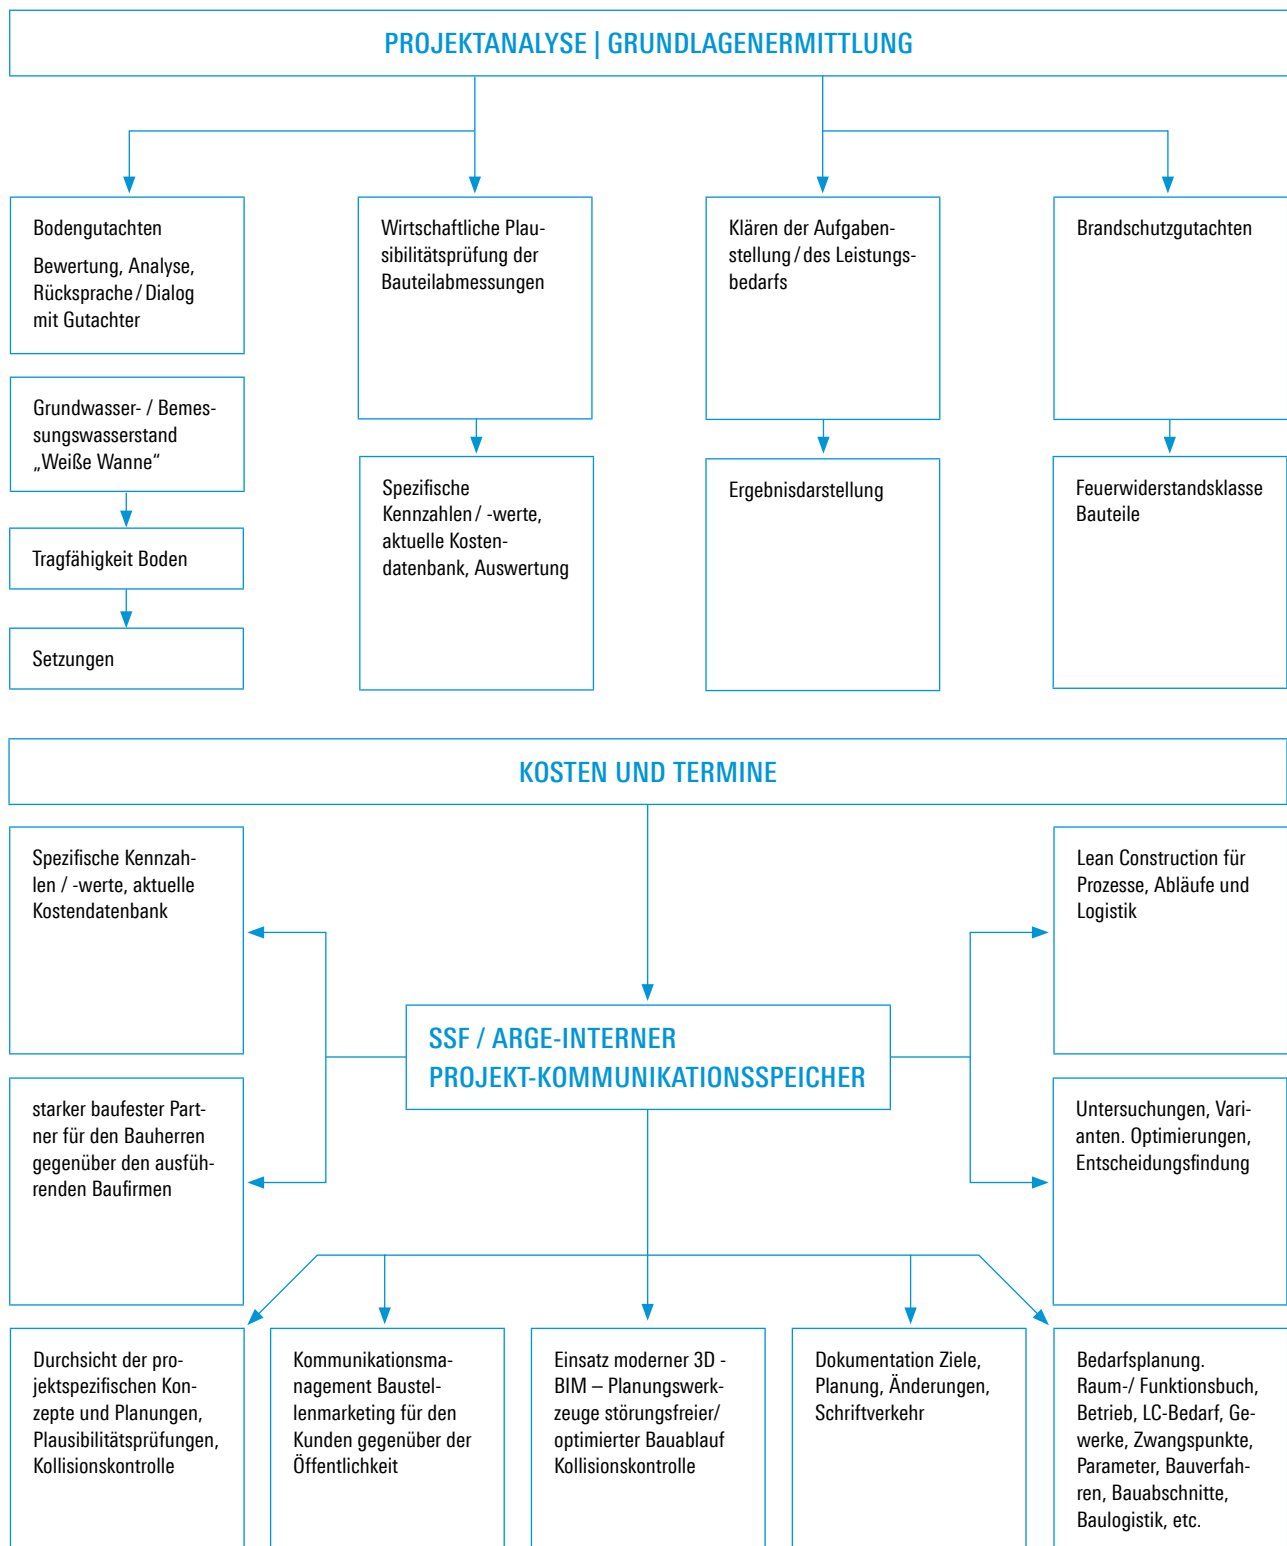 PROJEKTANALYSE | GRUNDLAGENERMITTLUNG
Bodengutachten
Bewertung, Analyse,
Rücksprache / Dialog
mit Gutachter
Wirtschaftliche Plau-
sibilitätsprüfung der
Bauteilabmessungen
Klären der Aufgaben-
stellung / des Leistungs-
bedarfs
Brandschutzgutachten
Grundwasser- / Bemes-
sungswasserstand
„Weiße Wanne“
Tragfähigkeit Boden
Setzungen
Spezifische
Kennzahlen / -werte,
aktuelle Kosten-
datenbank, Auswertung
Ergebnisdarstellung
Feuerwiderstandsklasse
Bauteile
KOSTEN UND TERMINE
Spezifische Kennzah-
len / -werte, aktuelle
Kostendatenbank
Lean Construction für
Prozesse, Abläufe und
Logistik
SSF / ARGE-INTERNER
PROJEKT-KOMMUNIKATIONSSPEICHER
starker baufester Part-
ner für den Bauherren
gegenüber den ausfüh-
renden Baufirmen
Untersuchungen, Vari-
anten. Optimierungen,
Entscheidungsfindung
Durchsicht der pro-
jektspezifischen Kon-
zepte und Planungen,
Plausibilitätsprüfungen,
Kollisionskontrolle
Kommunikationsma-
nagement Baustel-
lenmarketing für den
Kunden gegenüber der
Öffentlichkeit
Einsatz moderner 3D -
BIM – Planungswerk-
zeuge störungsfreier/
optimierter Bauablauf
Kollisionskontrolle
Dokumentation Ziele,
Planung, Änderungen,
Schriftverkehr
Bedarfsplanung.
Raum-/ Funktionsbuch,
Betrieb, LC-Bedarf, Ge-
werke, Zwangspunkte,
Parameter, Bauverfah-
ren, Bauabschnitte,
Baulogistik, etc.